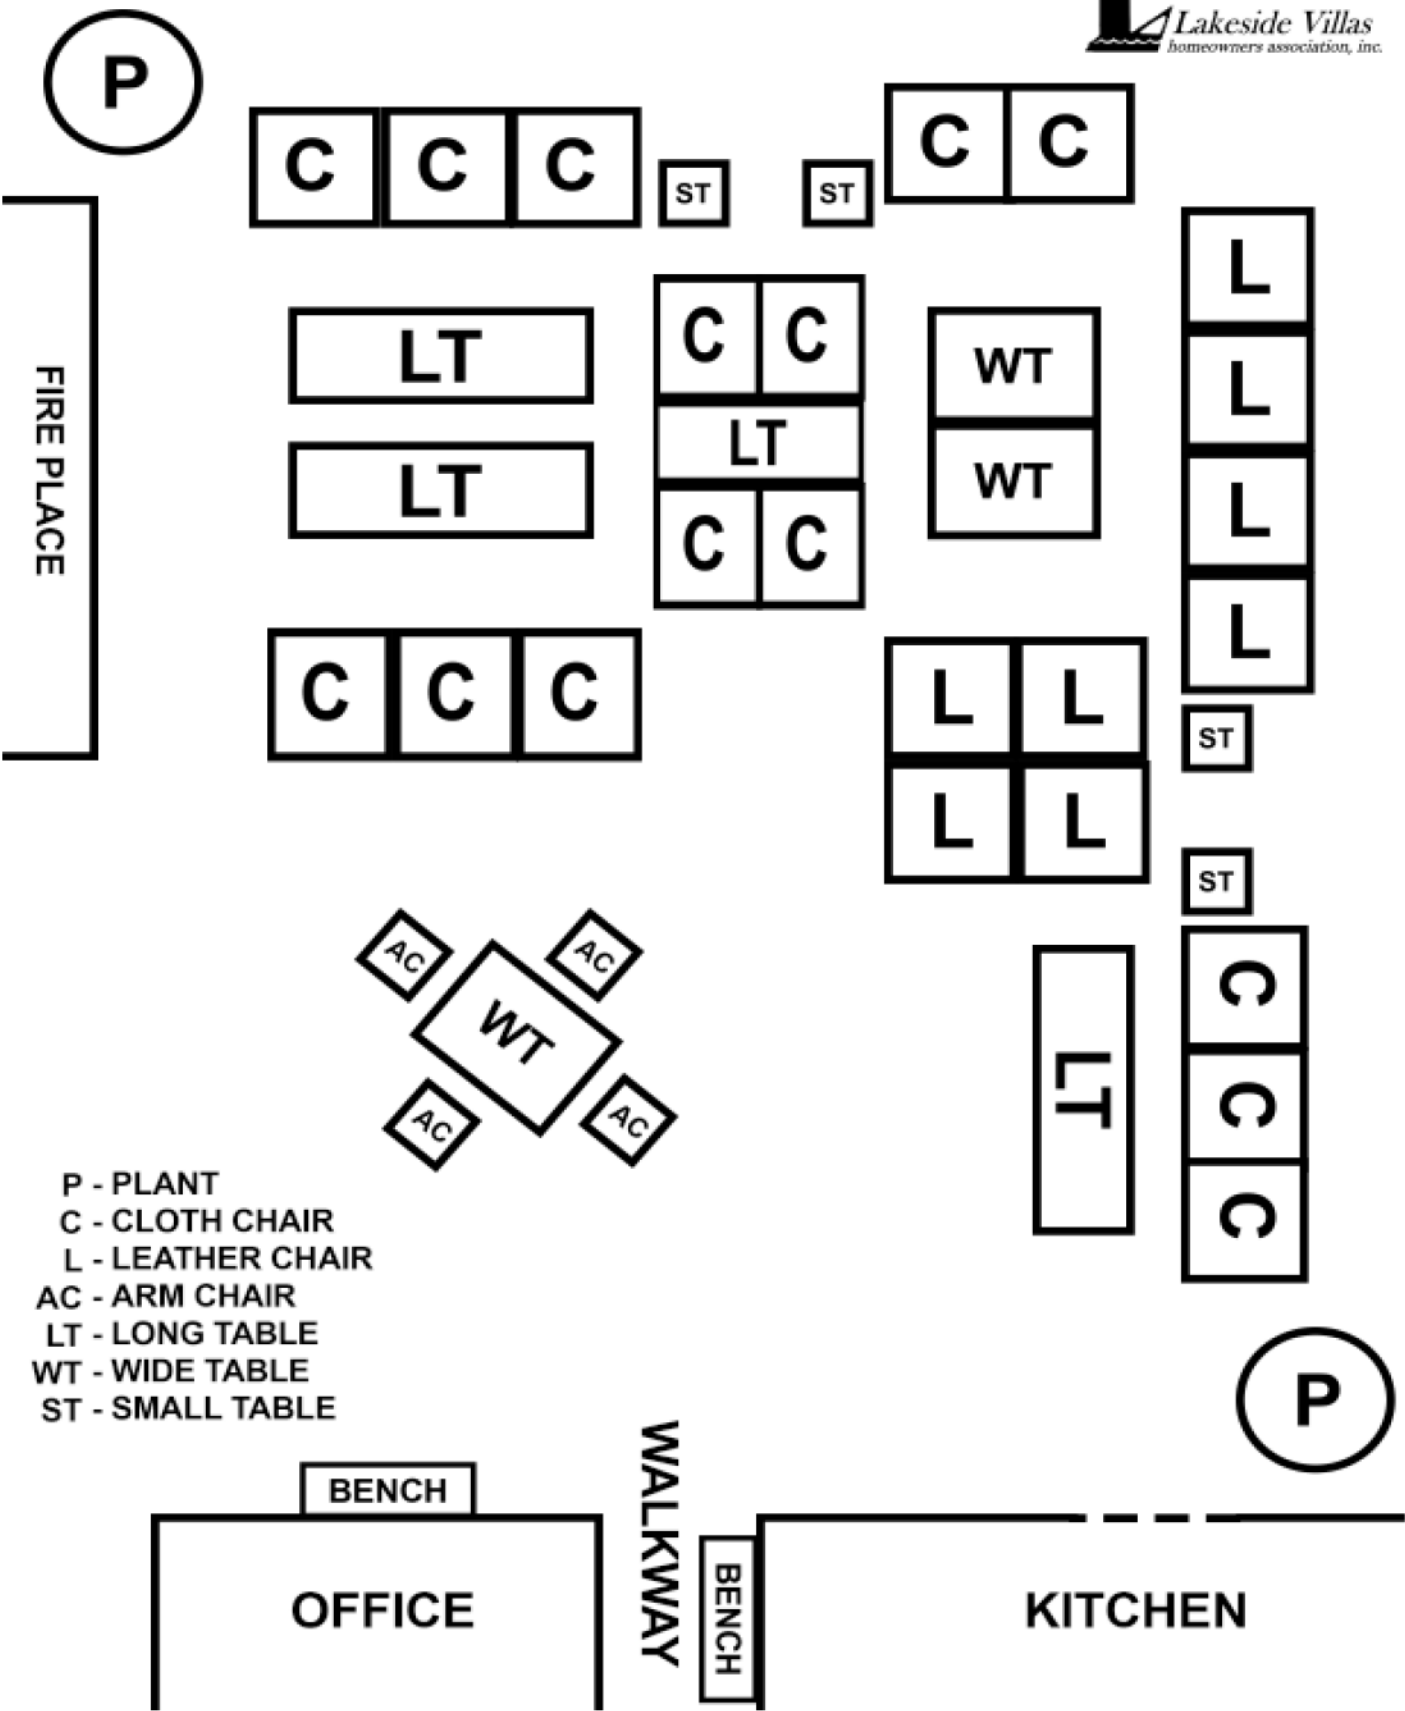 Lakeside Villas
homeowners association, inc.
P
C C C
ST ST
C C
L
L
L
L
FIRE PLACE
LT
LT
C C
LT
C C
WT
WT
C C C
L L
L L
ST
ST
AC AC
WT
AC AC
LT
C
C
C
P - PLANT
C - CLOTH CHAIR
L - LEATHER CHAIR
AC - ARM CHAIR
LT - LONG TABLE
WT - WIDE TABLE
ST - SMALL TABLE
P
BENCH
OFFICE
WALKWAY
BENCH
KITCHEN